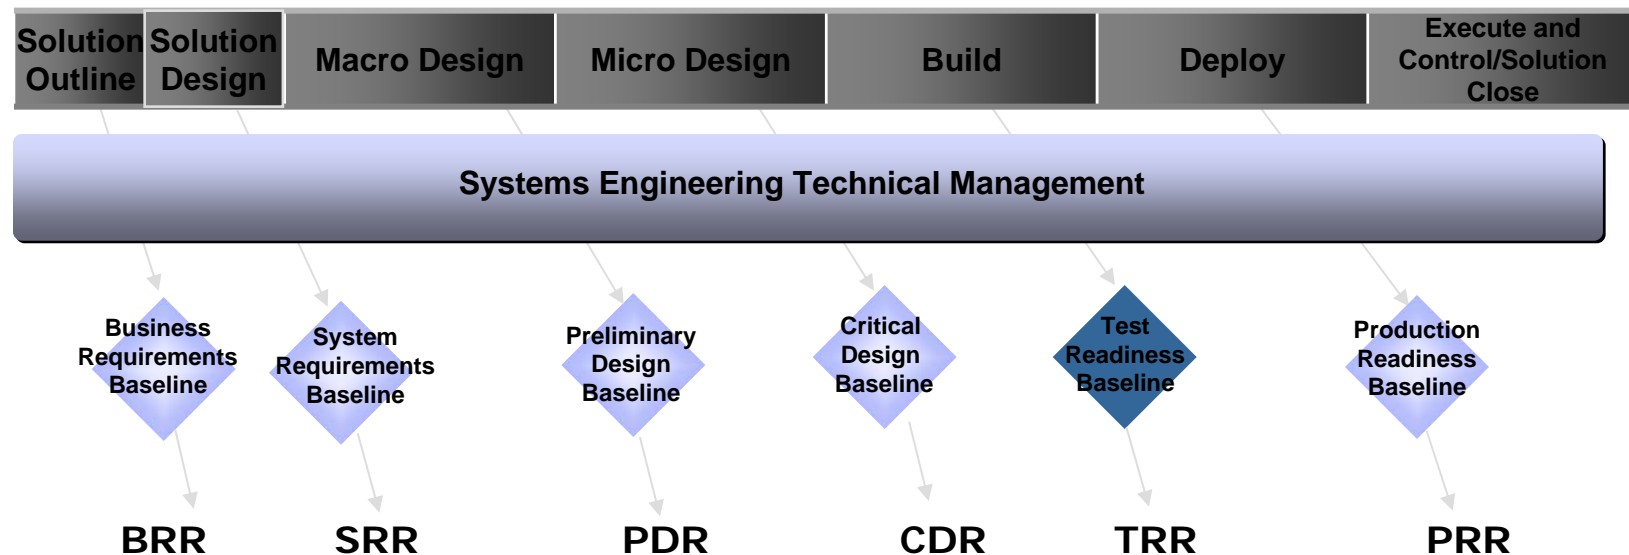 Solution
Outline
Solution
Design
Macro Design
Micro Design
Build
Deploy
Execute and
Control/Solution
Close
Systems Engineering Technical Management
Business
Requirements
Baseline
System
Requirements
Baseline
Preliminary
Design
Baseline
Critical
Design
Baseline
Test
Readiness
Baseline
Production
Readiness
Baseline
BRR
SRR
PDR
CDR
TRR
PRR